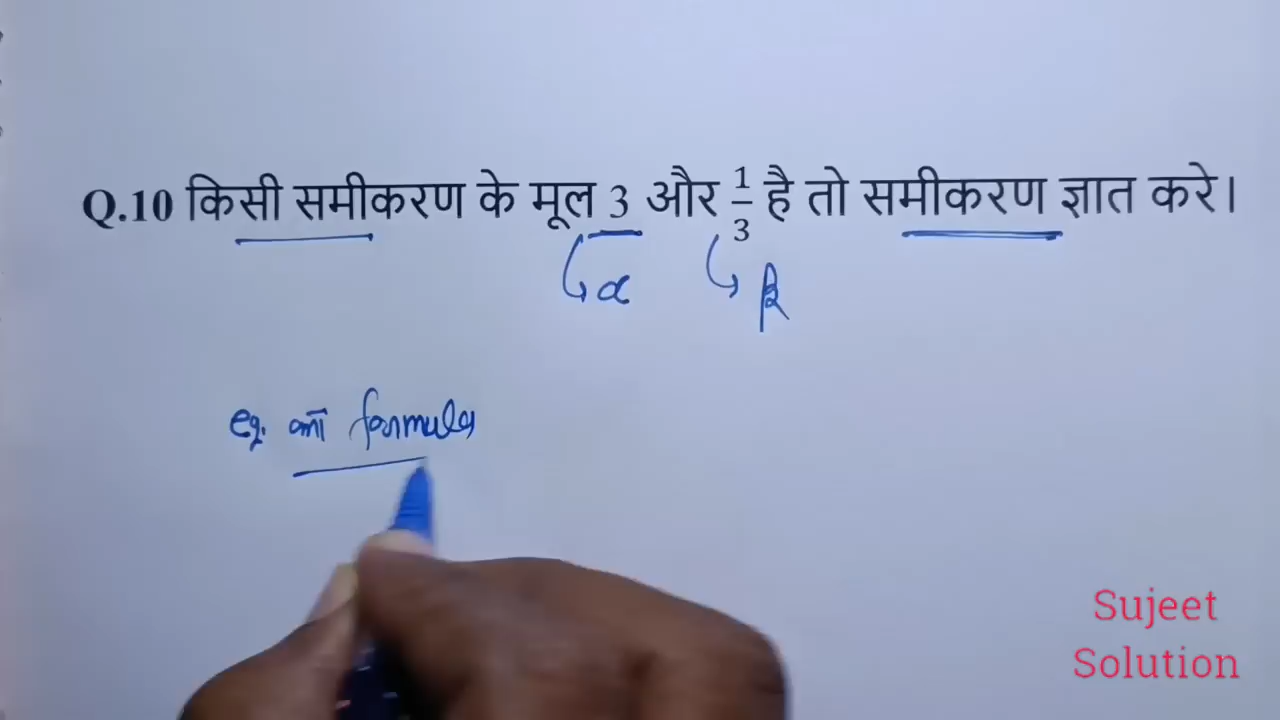 Q.10 किसी समीकरण के मूल 3 और 1/3 है तो समीकरण ज्ञात करे।
α β
eq. का formula
Sujeet
Solution